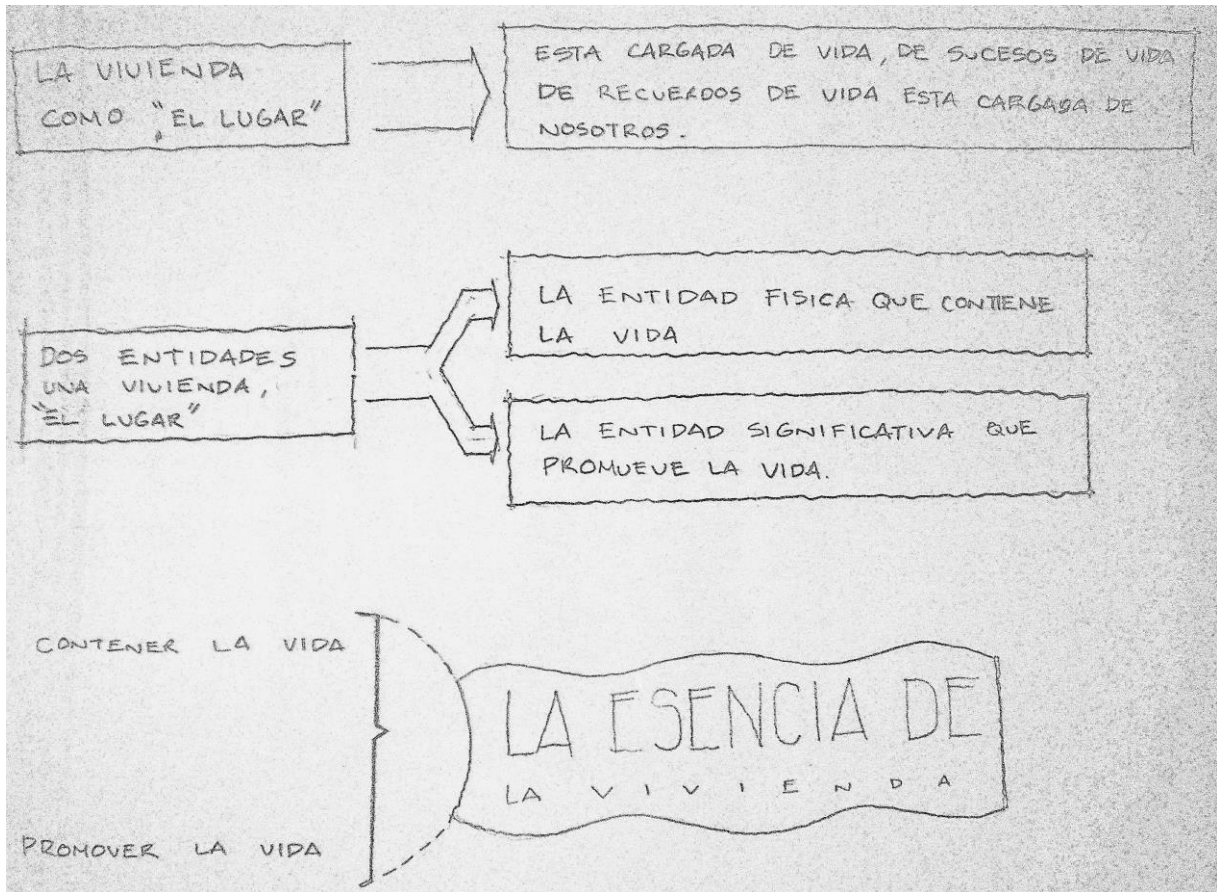 LA VIVIENDA
COMO "EL LUGAR"
ESTA CARGADA DE VIDA, DE SUCESOS DE VIDA
DE RECUERDOS DE VIDA ESTA CARGADA DE
NOSOTROS.
DOS ENTIDADES
UNA VIVIENDA,
"EL LUGAR"
LA ENTIDAD FISICA QUE CONTIENE
LA VIDA
LA ENTIDAD SIGNIFICATIVA QUE
PROMUEVE LA VIDA.
CONTENER LA VIDA
PROMOVER LA VIDA
LA ESENCIA DE
LA VIVIENDA